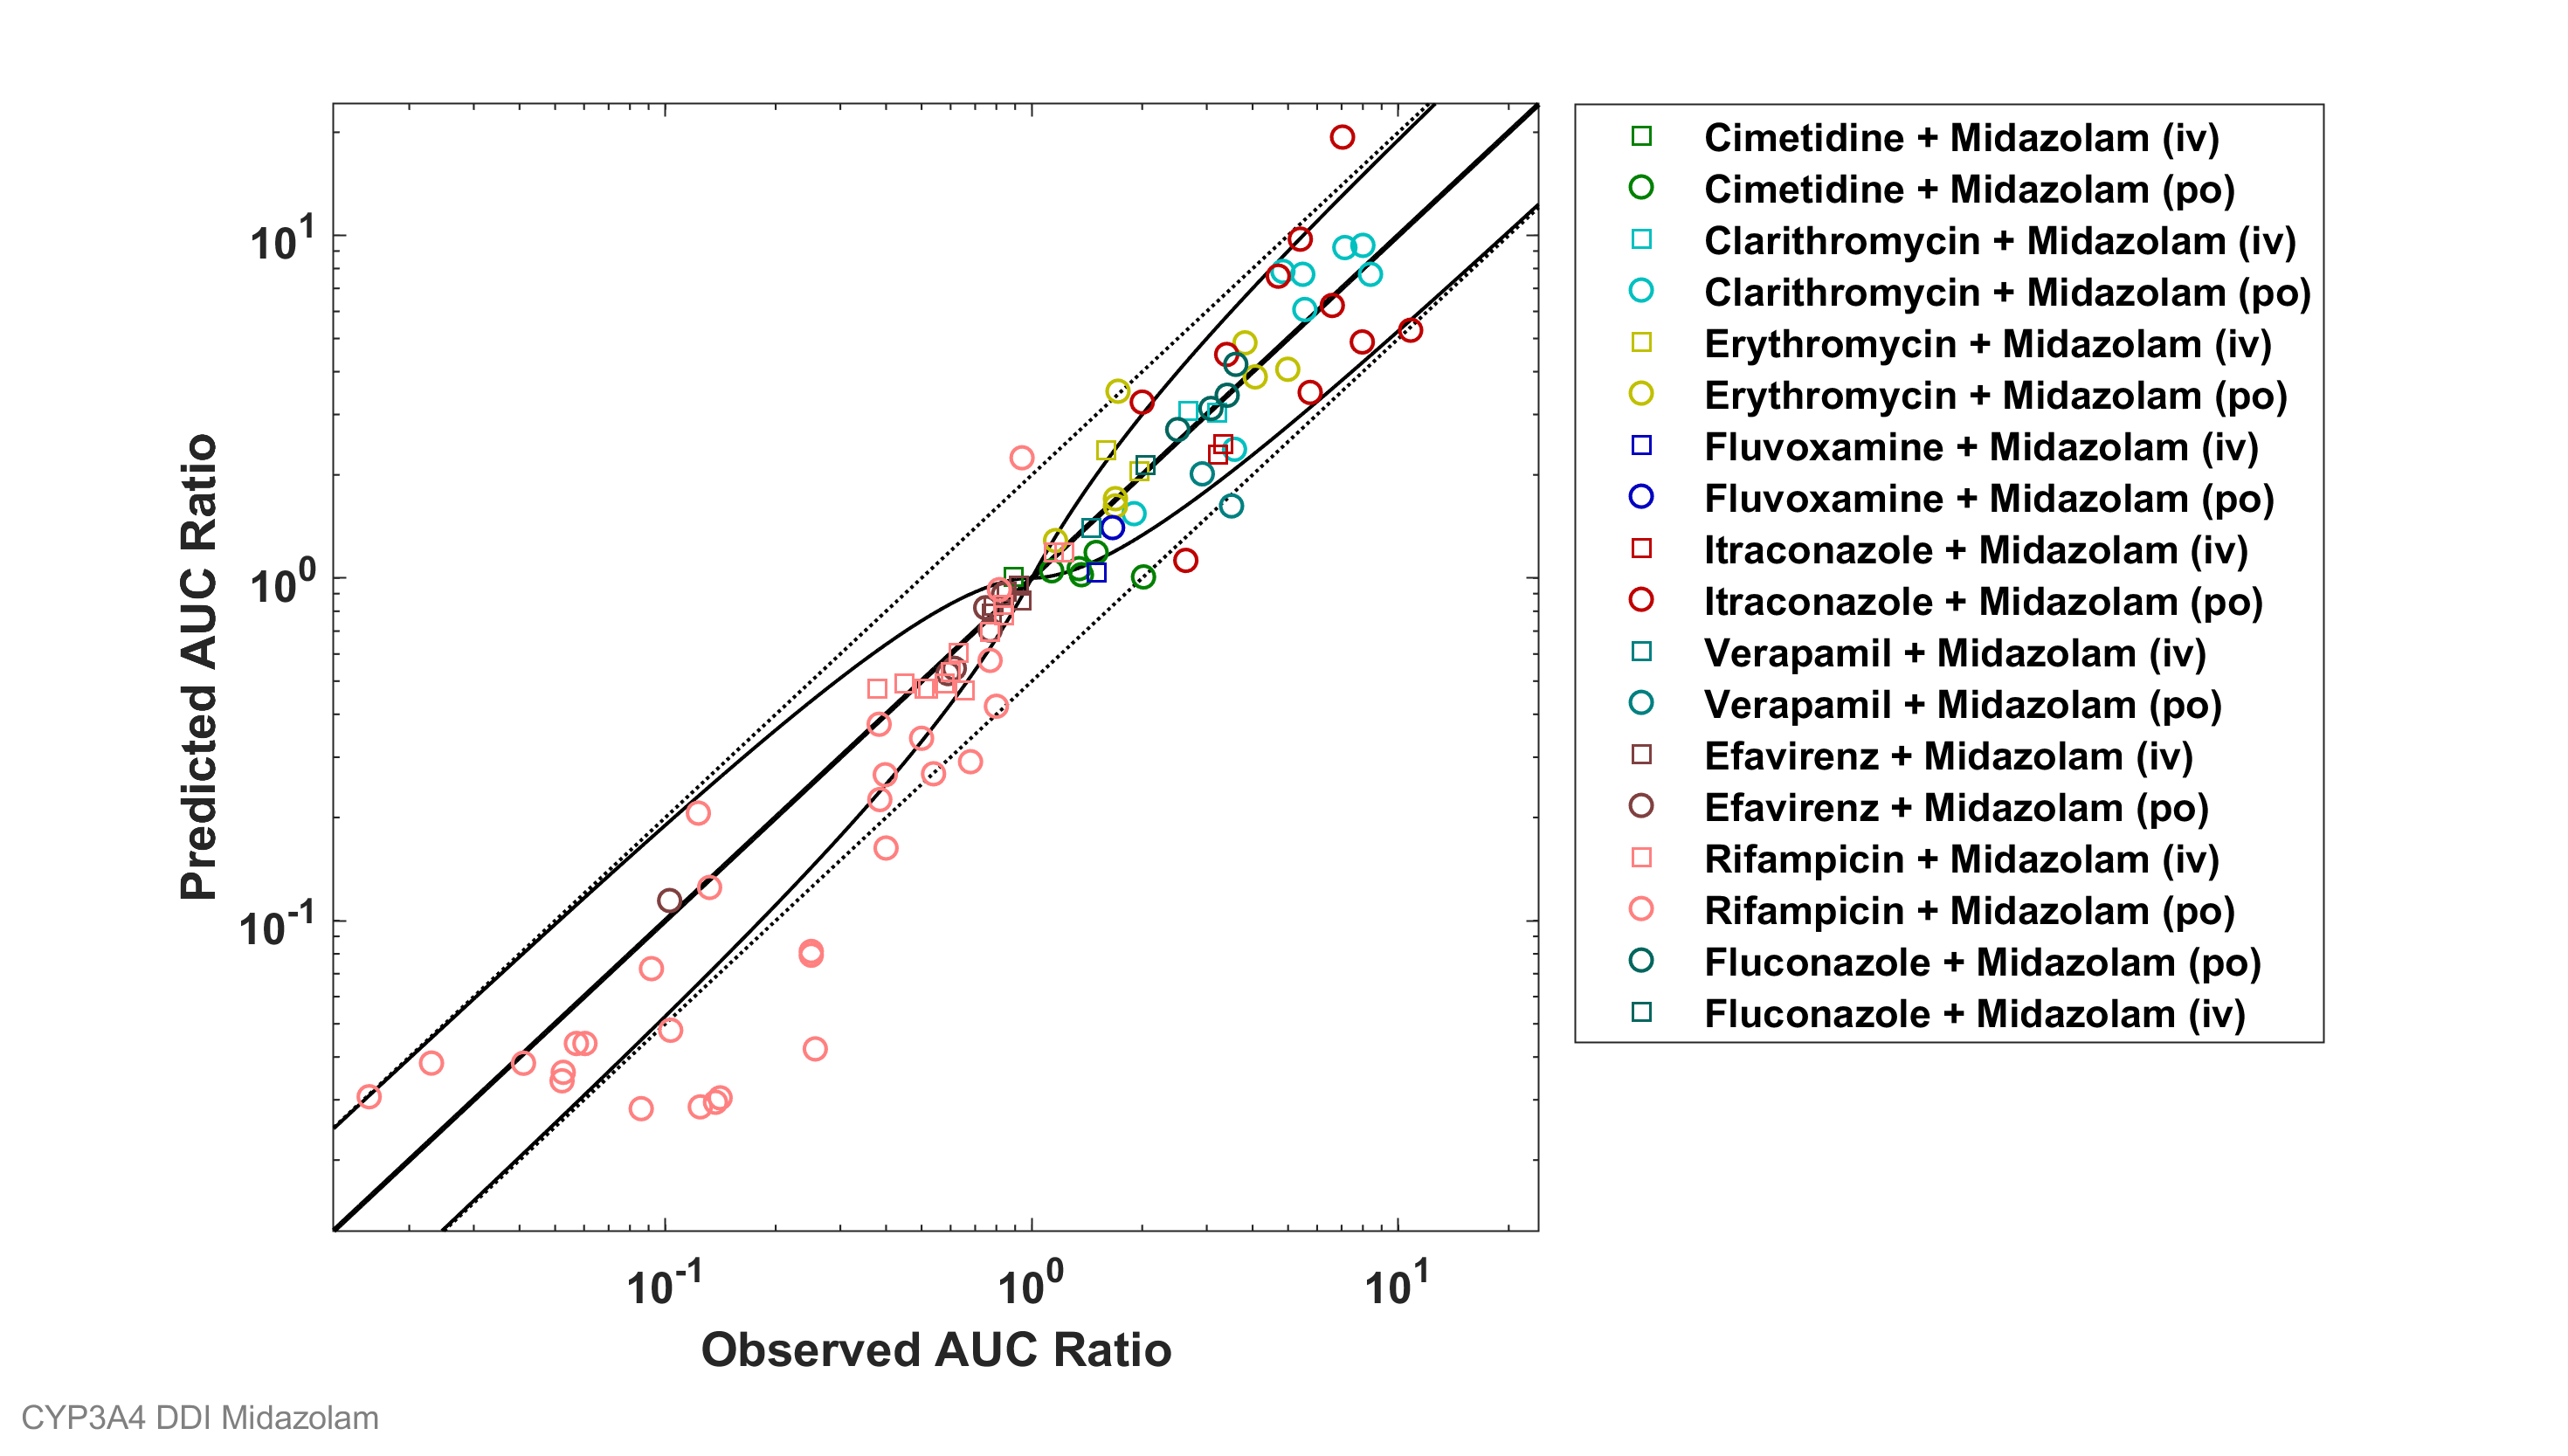 10^1
10^0
10^-1
Predicted AUC Ratio
10^-1
10^0
10^1
Observed AUC Ratio
Cimetidine + Midazolam (iv)
Cimetidine + Midazolam (po)
Clarithromycin + Midazolam (iv)
Clarithromycin + Midazolam (po)
Erythromycin + Midazolam (iv)
Erythromycin + Midazolam (po)
Fluvoxamine + Midazolam (iv)
Fluvoxamine + Midazolam (po)
Itraconazole + Midazolam (iv)
Itraconazole + Midazolam (po)
Verapamil + Midazolam (iv)
Verapamil + Midazolam (po)
Efavirenz + Midazolam (iv)
Efavirenz + Midazolam (po)
Rifampicin + Midazolam (iv)
Rifampicin + Midazolam (po)
Fluconazole + Midazolam (po)
Fluconazole + Midazolam (iv)
CYP3A4 DDI Midazolam